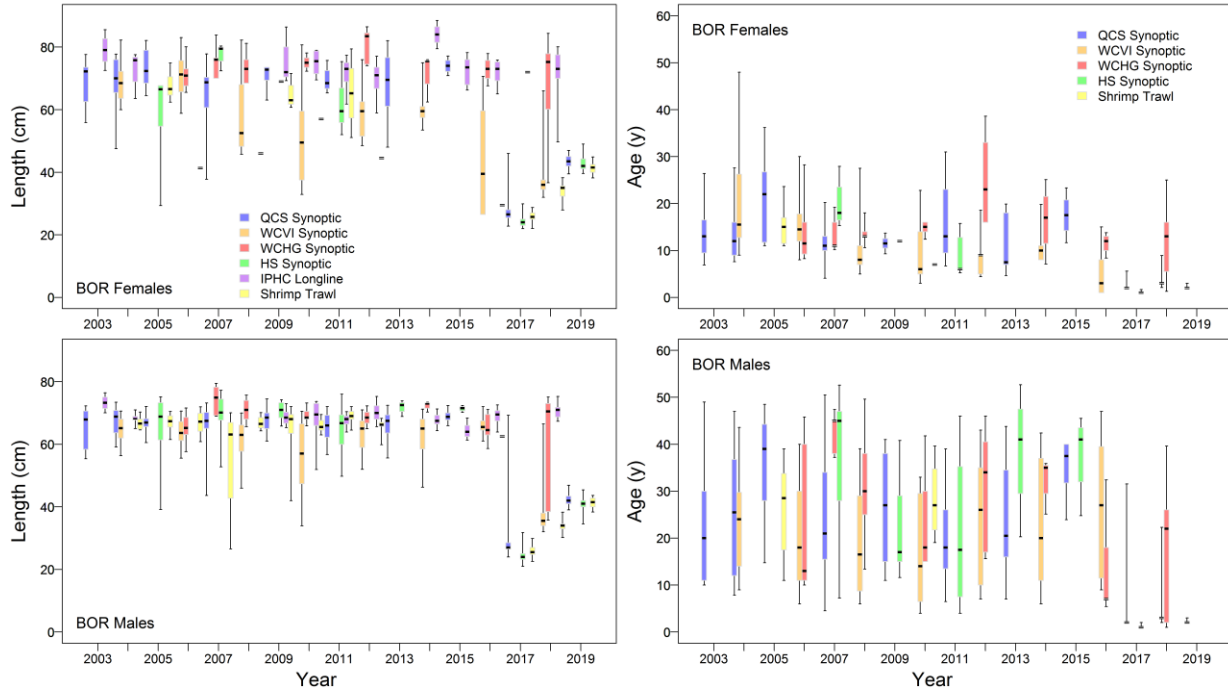 Length (cm)
80
60
40
20
0
QCS Synoptic
WCVI Synoptic
WCHG Synoptic
HS Synoptic
IPHC Longline
Shrimp Trawl
BOR Females
2003 2005 2007 2009 2011 2013 2015 2017 2019
Age (y)
60
50
40
30
20
10
0
BOR Females
QCS Synoptic
WCVI Synoptic
WCHG Synoptic
HS Synoptic
Shrimp Trawl
2003 2005 2007 2009 2011 2013 2015 2017 2019
Length (cm)
80
60
40
20
0
BOR Males
2003 2005 2007 2009 2011 2013 2015 2017 2019
Year
Age (y)
60
50
40
30
20
10
0
BOR Males
2003 2005 2007 2009 2011 2013 2015 2017 2019
Year